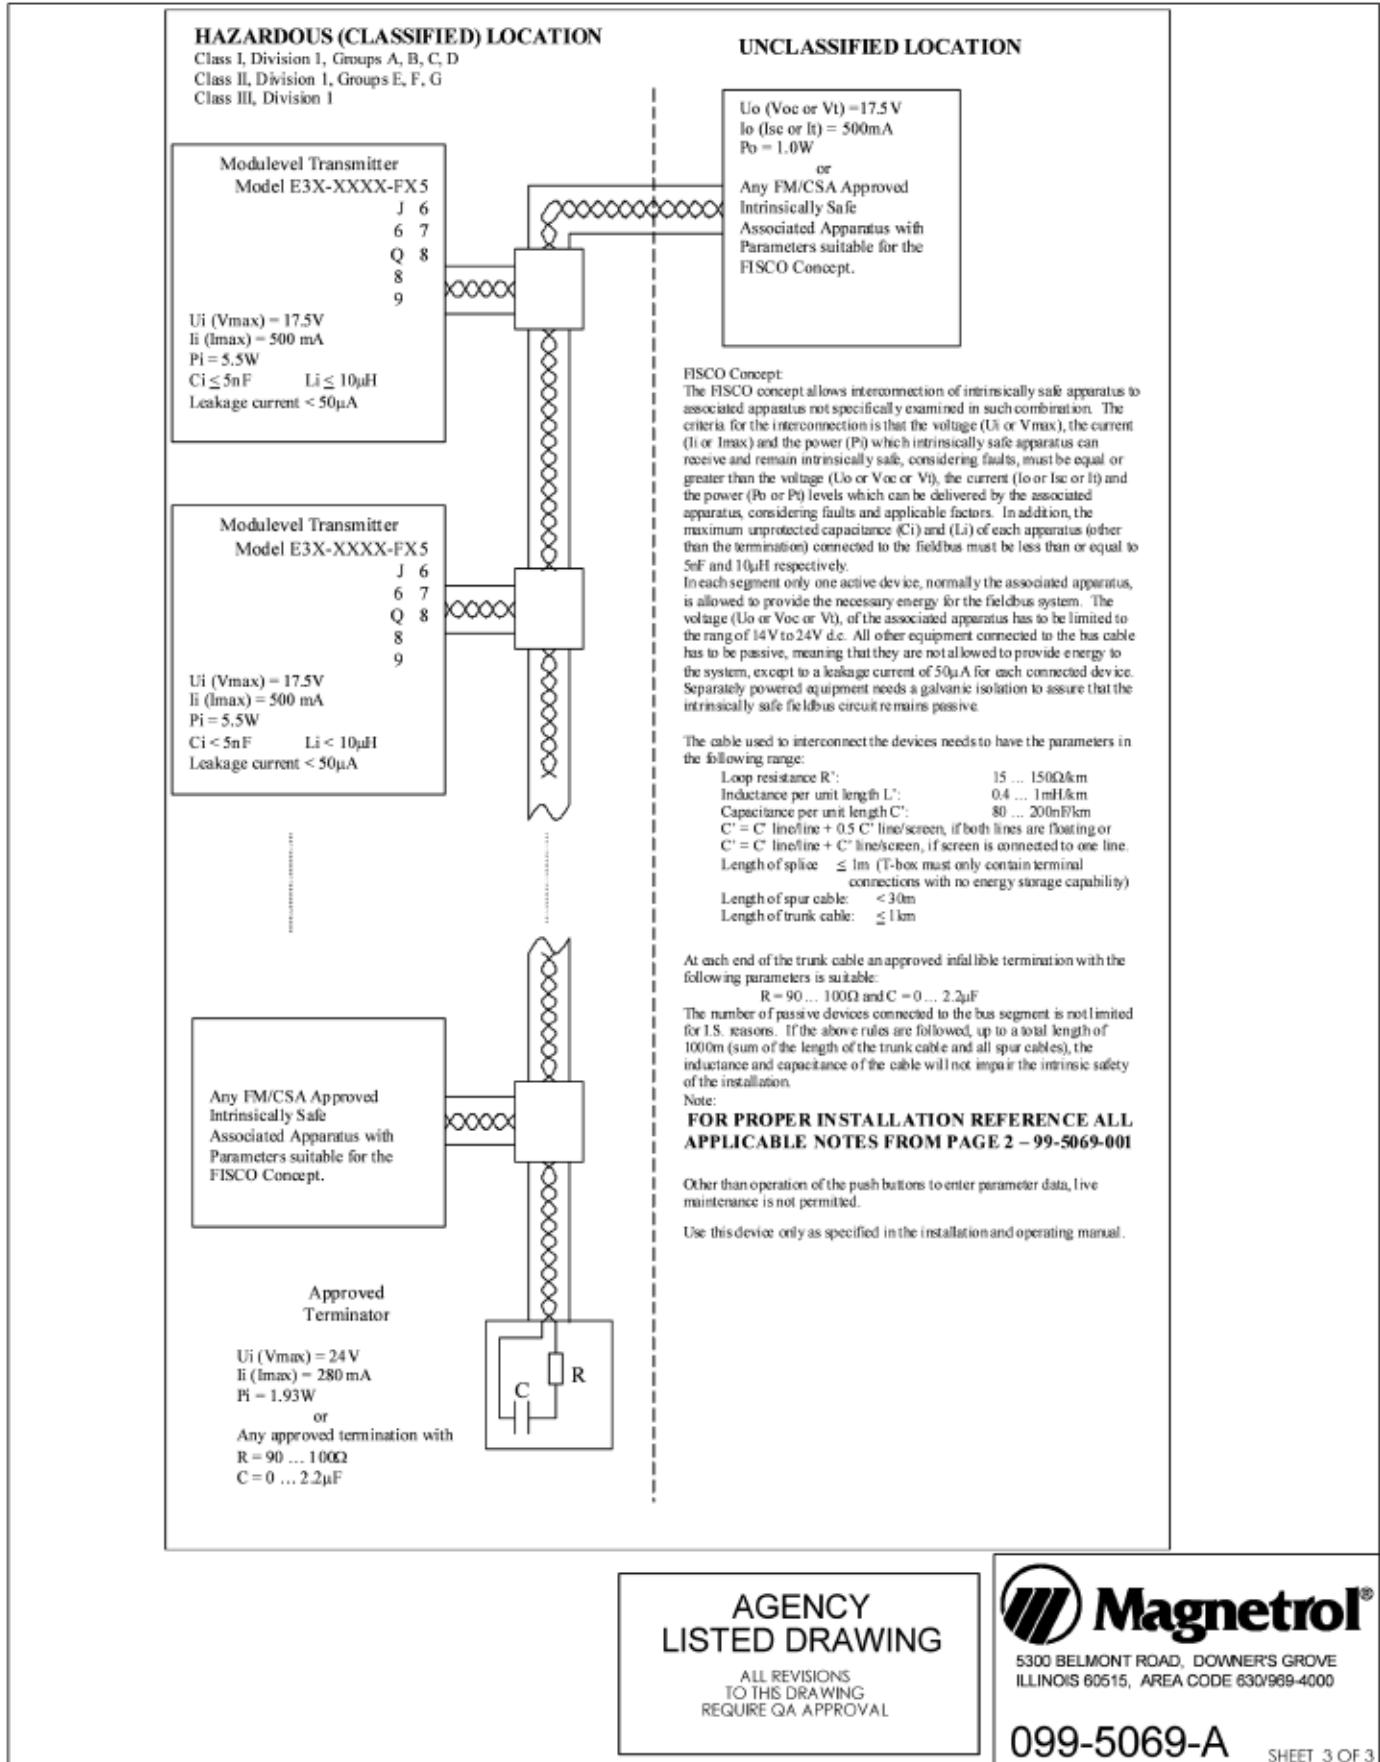 HAZARDOUS (CLASSIFIED) LOCATION
Class I, Division 1, Groups A, B, C, D
Class II, Division 1, Groups E, F, G
Class III, Division 1
UNCLASSIFIED LOCATION
Modulevel Transmitter
Model E3X-XXXX-FX5
J 6
6 7
Q 8
8
9
Ui (Vmax) = 17.5V
Ii (Imax) = 500 mA
Pi = 5.5W
Ci ≤ 5nF Li ≤ 10µH
Leakage current < 50µA
Uo (Voc or Vt) =17.5V
Io (Isc or It) = 500mA
Po = 1.0W
or
Any FM/CSA Approved
Intrinsically Safe
Associated Apparatus with
Parameters suitable for the
FISCO Concept.
Modulevel Transmitter
Model E3X-XXXX-FX5
J 6
6 7
Q 8
8
9
Ui (Vmax) = 17.5V
Ii (Imax) = 500 mA
Pi = 5.5W
Ci < 5nF Li < 10µH
Leakage current < 50µA
Any FM/CSA Approved
Intrinsically Safe
Associated Apparatus with
Parameters suitable for the
FISCO Concept.
Approved
Terminator
Ui (Vmax) = 24V
Ii (Imax) = 280 mA
Pi = 1.93W
or
Any approved termination with
R = 90 ... 100Ω
C = 0 ... 2.2µF
R
C
FISCO Concept:
The FISCO concept allows interconnection of intrinsically safe apparatus to
associated apparatus not specifically examined in such combination. The
criteria for the interconnection is that the voltage (Ui or Vmax), the current
(Ii or Imax) and the power (Pi) which intrinsically safe apparatus can
receive and remain intrinsically safe, considering faults, must be equal or
greater than the voltage (Uo or Voc or Vt), the current (Io or Isc or It) and
the power (Po or Pt) levels which can be delivered by the associated
apparatus, considering faults and applicable factors. In addition, the
maximum unprotected capacitance (Ci) and (Li) of each apparatus (other
than the termination) connected to the fieldbus must be less than or equal to
5nF and 10µH respectively.
In each segment only one active device, normally the associated apparatus,
is allowed to provide the necessary energy for the fieldbus system. The
voltage (Uo or Voc or Vt), of the associated apparatus has to be limited to
the rang of 14V to 24V d.c. All other equipment connected to the bus cable
has to be passive, meaning that they are not allowed to provide energy to
the system, except to a leakage current of 50µA for each connected device.
Separately powered equipment needs a galvanic isolation to assure that the
intrinsically safe fieldbus circuit remains passive.
The cable used to interconnect the devices needs to have the parameters in
the following range:
Loop resistance R': 15 ... 150Ω/km
Inductance per unit length L': 0.4 ... 1mH/km
Capacitance per unit length C': 80 ... 200nF/km
C' = C' line/line + 0.5 C' line/screen, if both lines are floating or
C' = C' line/line + C' line/screen, if screen is connected to one line.
Length of splice ≤ 1m (T-box must only contain terminal
connections with no energy storage capability)
Length of spur cable: < 30m
Length of trunk cable: ≤ 1km
At each end of the trunk cable an approved infallible termination with the
following parameters is suitable:
R = 90 ... 100Ω and C = 0 ... 2.2µF
The number of passive devices connected to the bus segment is not limited
for I.S. reasons. If the above rules are followed, up to a total length of
1000m (sum of the length of the trunk cable and all spur cables), the
inductance and capacitance of the cable will not impair the intrinsic safety
of the installation.
Note:
FOR PROPER INSTALLATION REFERENCE ALL
APPLICABLE NOTES FROM PAGE 2 – 99-5069-001
Other than operation of the push buttons to enter parameter data, live
maintenance is not permitted.
Use this device only as specified in the installation and operating manual.
AGENCY
LISTED DRAWING
ALL REVISIONS
TO THIS DRAWING
REQUIRE QA APPROVAL
Magnetrol®
5300 BELMONT ROAD, DOWNER'S GROVE
ILLINOIS 60515, AREA CODE 630/969-4000
099-5069-A SHEET 3 OF 3